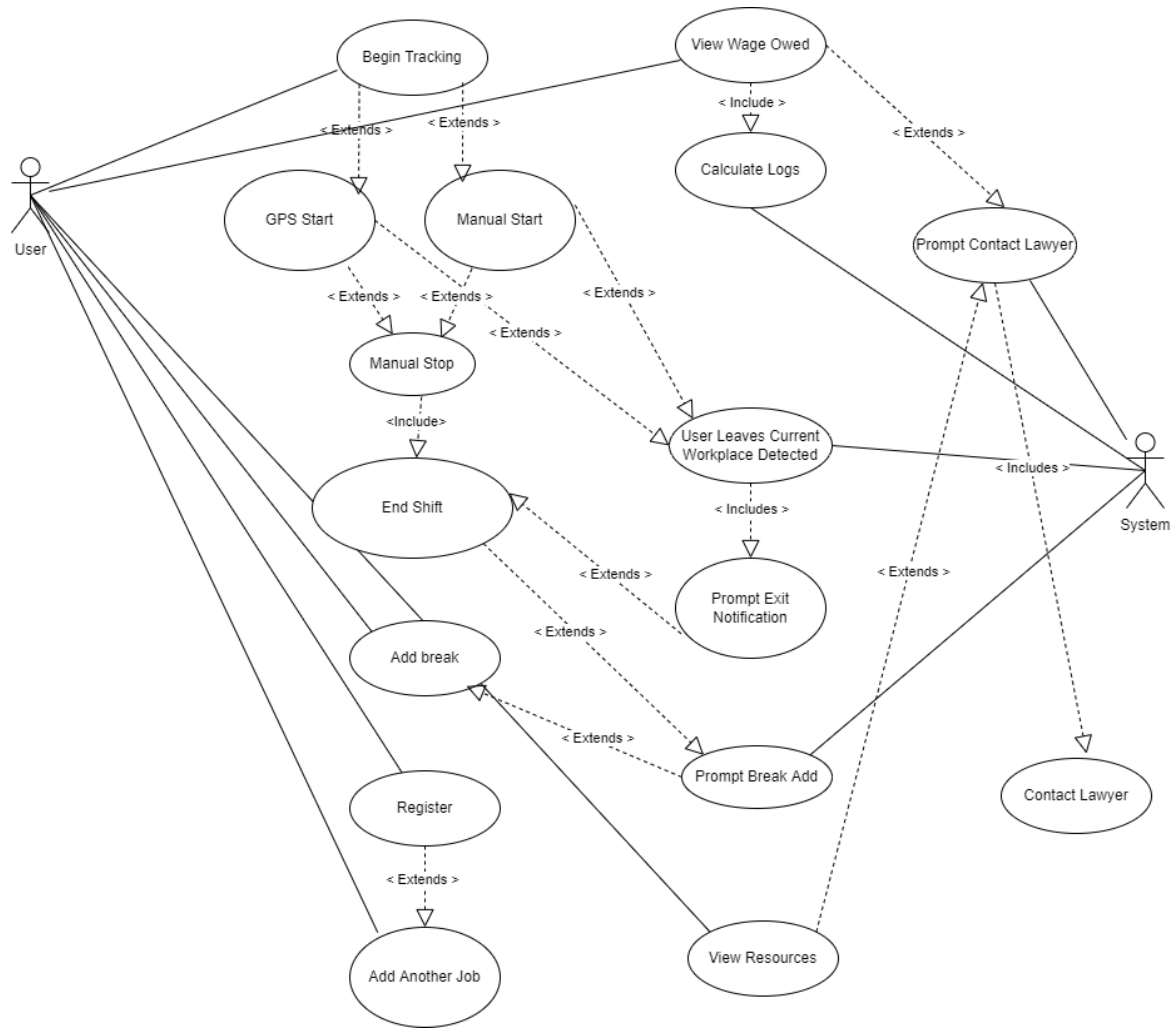 Begin Tracking
View Wage Owed
< Extends >
< Extends >
< Include >
< Extends >
Calculate Logs
User
GPS Start
Manual Start
Prompt Contact Lawyer
< Extends >
< Extends >
< Extends >
< Extends >
Manual Stop
<Include>
User Leaves Current
Workplace Detected
< Includes >
End Shift
< Includes >
System
< Extends >
< Extends >
Prompt Exit
Notification
< Extends >
Add break
< Extends >
Prompt Break Add
Contact Lawyer
Register
< Extends >
View Resources
Add Another Job